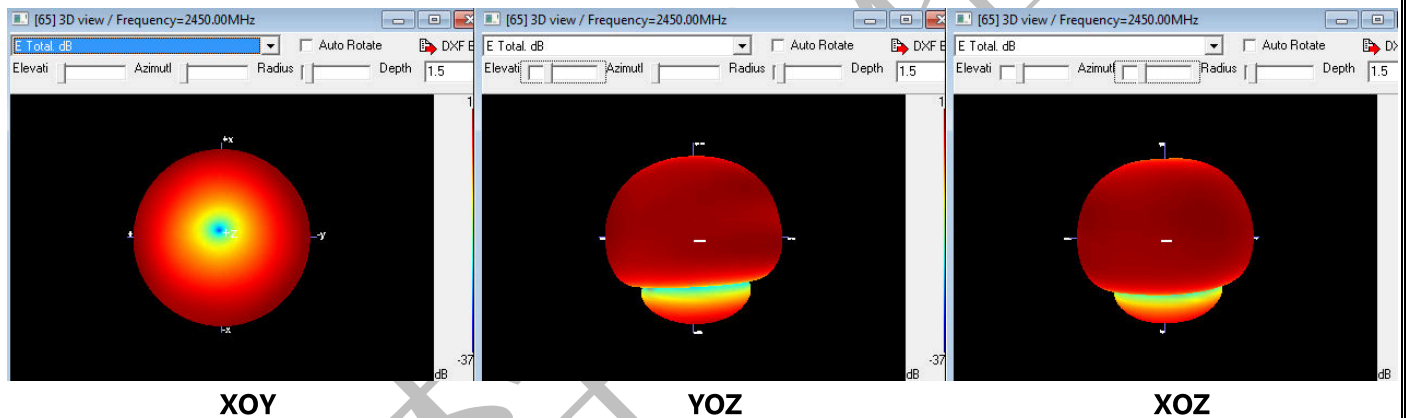 [65] 3D view / Frequency=2450.00MHz
E Total. dB
Auto Rotate
DXF E
Elevati
Azimutl
Radius
Depth
1.5
+x
+Z
-y
-x
1
-37
dB
XOY
[65] 3D view / Frequency=2450.00MHz
E Total. dB
Auto Rotate
DXF E
Elevati
Azimutl
Radius
Depth
1.5
1
-37
dB
YOZ
[65] 3D view / Frequency=2450.00MHz
E Total. dB
Auto Rotate
Elevati
Azimutl
Radius
Depth
1.5
dB
XOZ